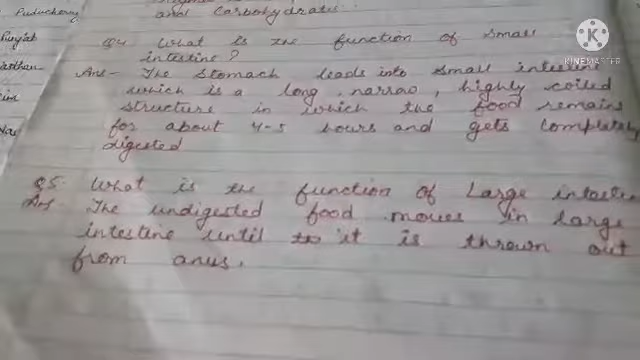 Puducherry
and Carbohydrate.
Punjab
Q4 What is the function of small
intestine?
Ans- The stomach leads into small intestine
which is a long, narrao, highly coiled
structure in which the food remains
for about 4-5 hours and gets completely
digested
Q5. What is the function of Large intestine
Ans- The undigested food moves in large
intestine until to it is thrown out
from anus.
KINEMASTER